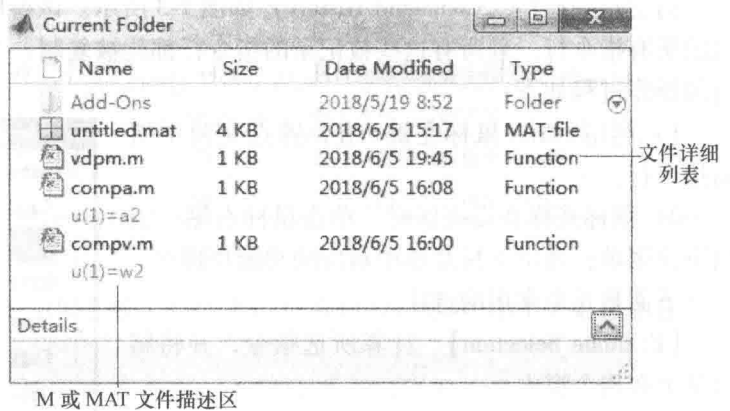 Current Folder
Name Size Date Modified Type
Add-Ons 2018/5/19 8:52 Folder
untitled.mat 4 KB 2018/6/5 15:17 MAT-file
vdpm.m 1 KB 2018/6/5 19:45 Function
文件详细
列表
compa.m 1 KB 2018/6/5 16:08 Function
u(1)=a2
compv.m 1 KB 2018/6/5 16:00 Function
u(1)=w2
Details
M 或 MAT 文件描述区